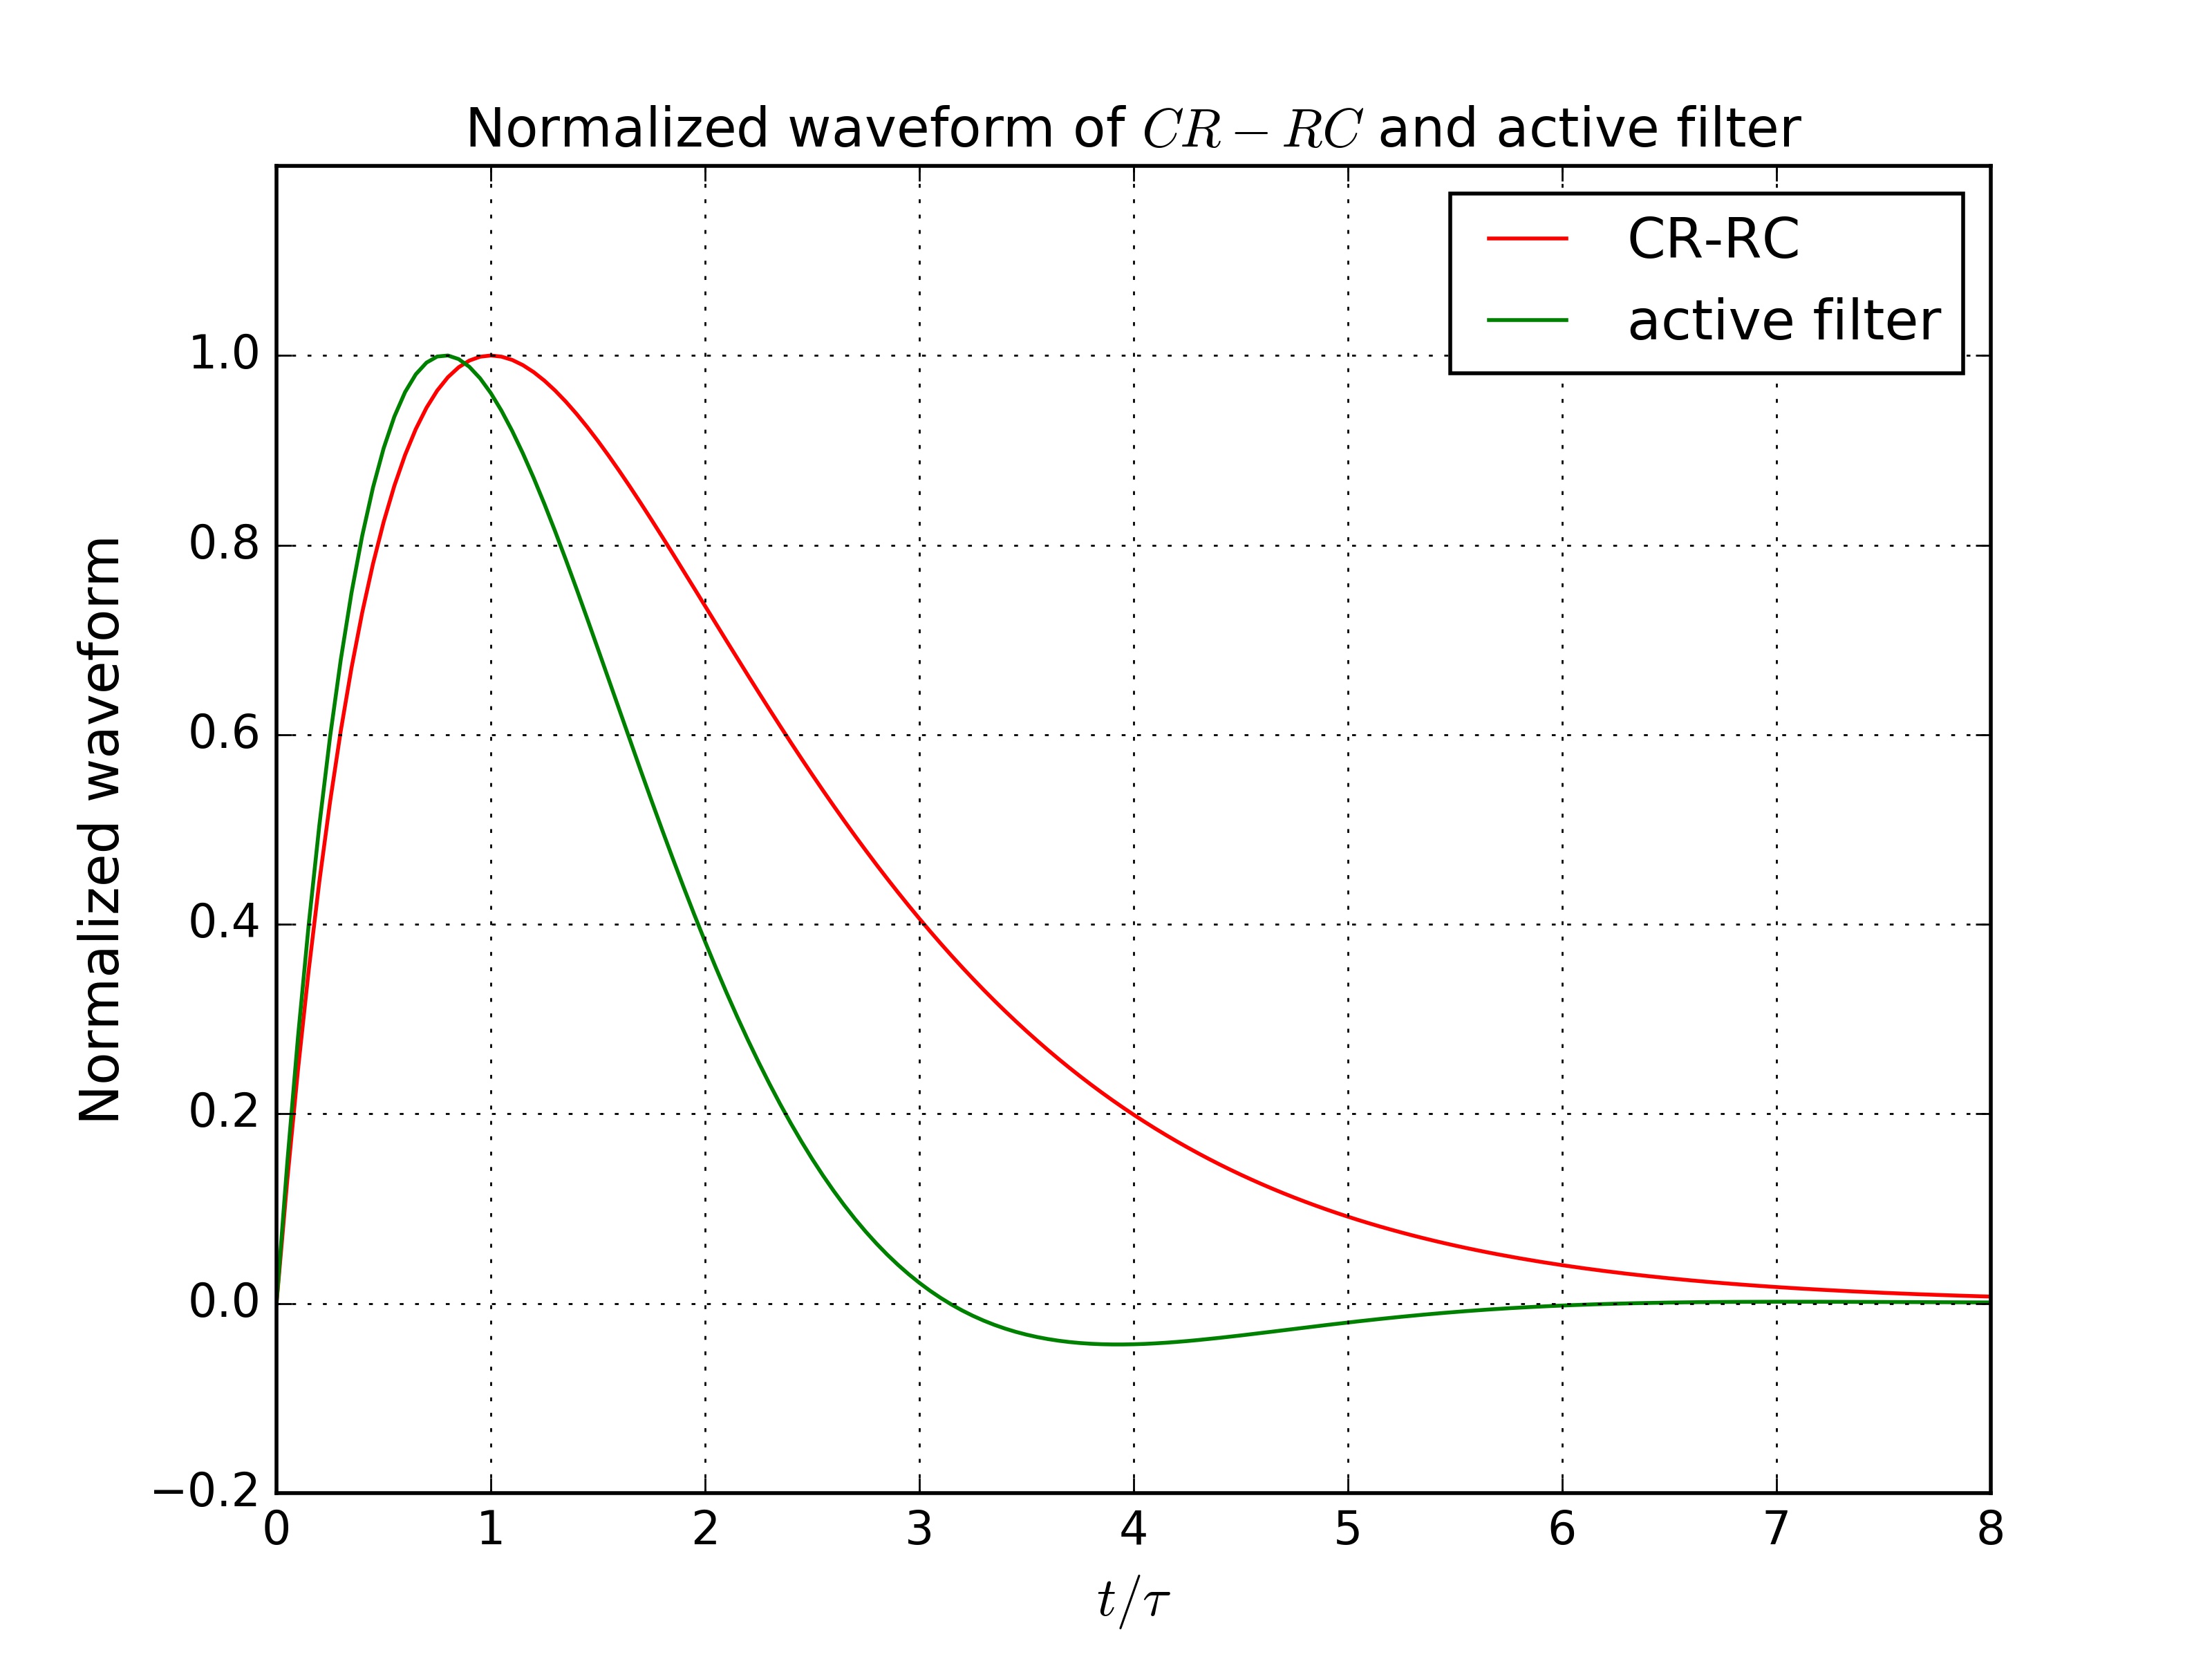 Normalized waveform of CR − RC and active filter
CR-RC
active filter
Normalized waveform
1.0
0.8
0.6
0.4
0.2
0.0
−0.2
0 1 2 3 4 5 6 7 8
t/τ